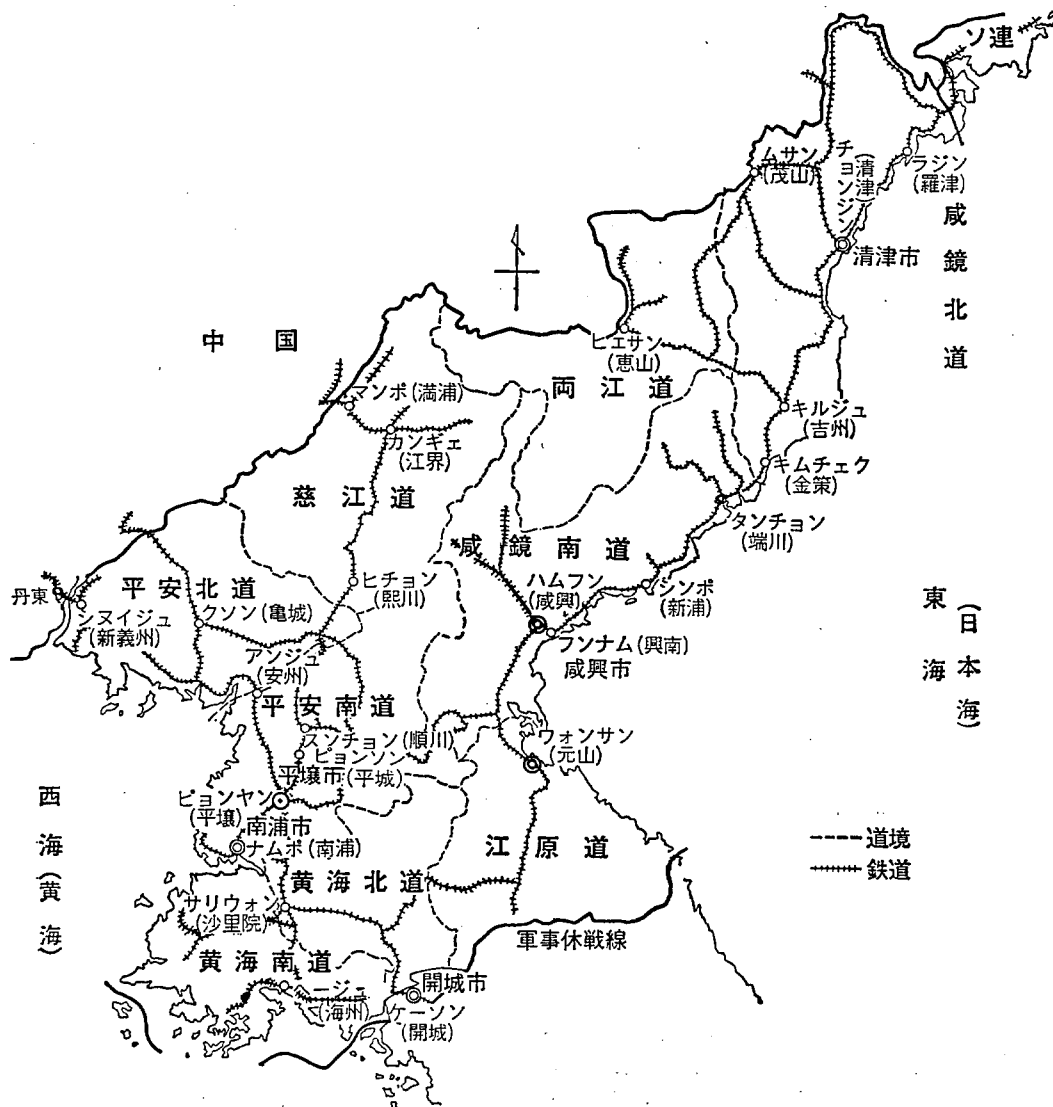 ソ連
ムサン
(茂山)
チョンジン
(清津)
ラジン
(羅津)
咸鏡北道
清津市
中国
ヒェサン
(恵山)
両江道
マンポ(満浦)
カンギェ
(江界)
キルジュ
(吉州)
キムチェク
(金策)
慈江道
タンチョン
(端川)
咸鏡南道
平安北道
丹東
シヌイジュ
(新義州)
クソン(亀城)
ヒチョン
(熙川)
ハムフン
(咸興)
シンポ
(新浦)
フンナム(興南)
咸興市
東海
(日本海)
アンジュ
(安州)
平安南道
スンチョン(順川)
ピョンソン
(平城)
平壌市
ピョンヤン
(平壌)
ウォンサン
(元山)
南浦市
ナムポ(南浦)
西海(黄海)
江原道
道境
鉄道
黄海北道
サリウォン
(沙里院)
軍事休戦線
黄海南道
ージュ
(海州)
開城市
ケーソン
(開城)